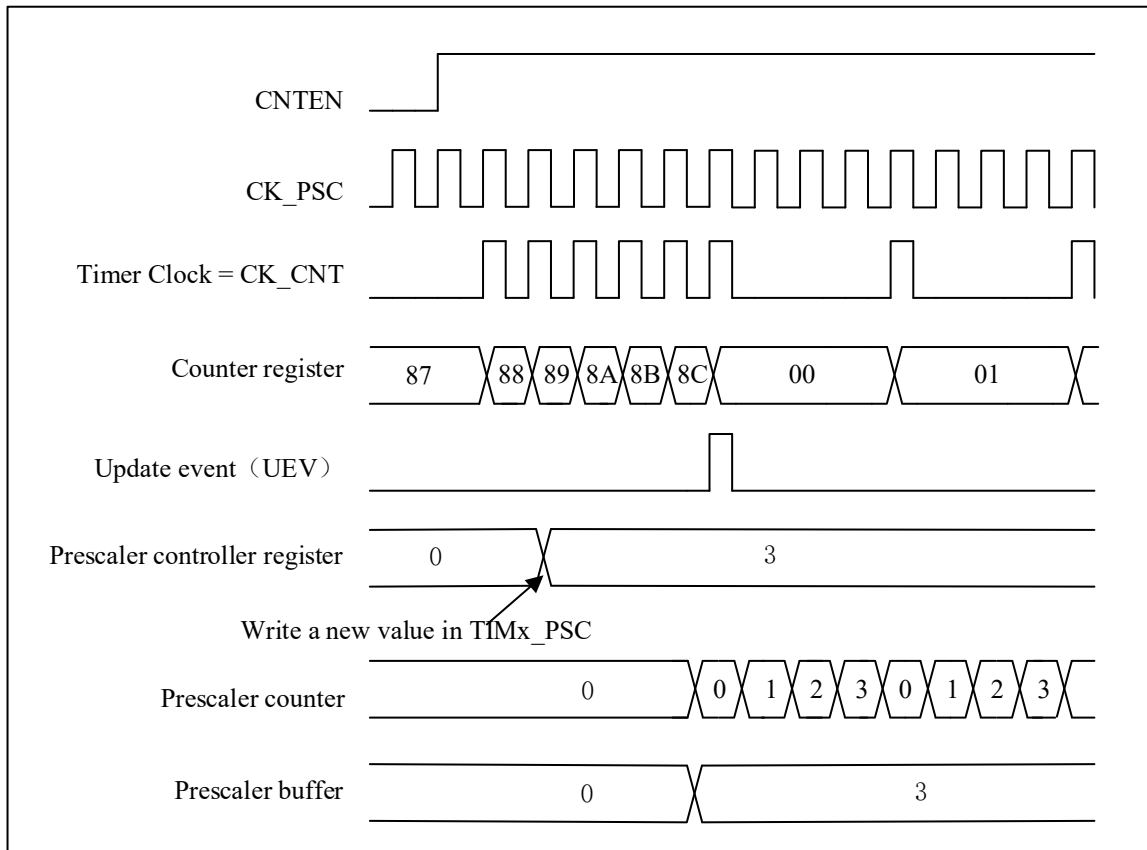 CNTEN
CK_PSC
Timer Clock = CK_CNT
Counter register
87 88 89 8A 8B 8C 00 01
Update event（UEV）
Prescaler controller register
0 3
Write a new value in TIMx_PSC
Prescaler counter
0 0 1 2 3 0 1 2 3
Prescaler buffer
0 3